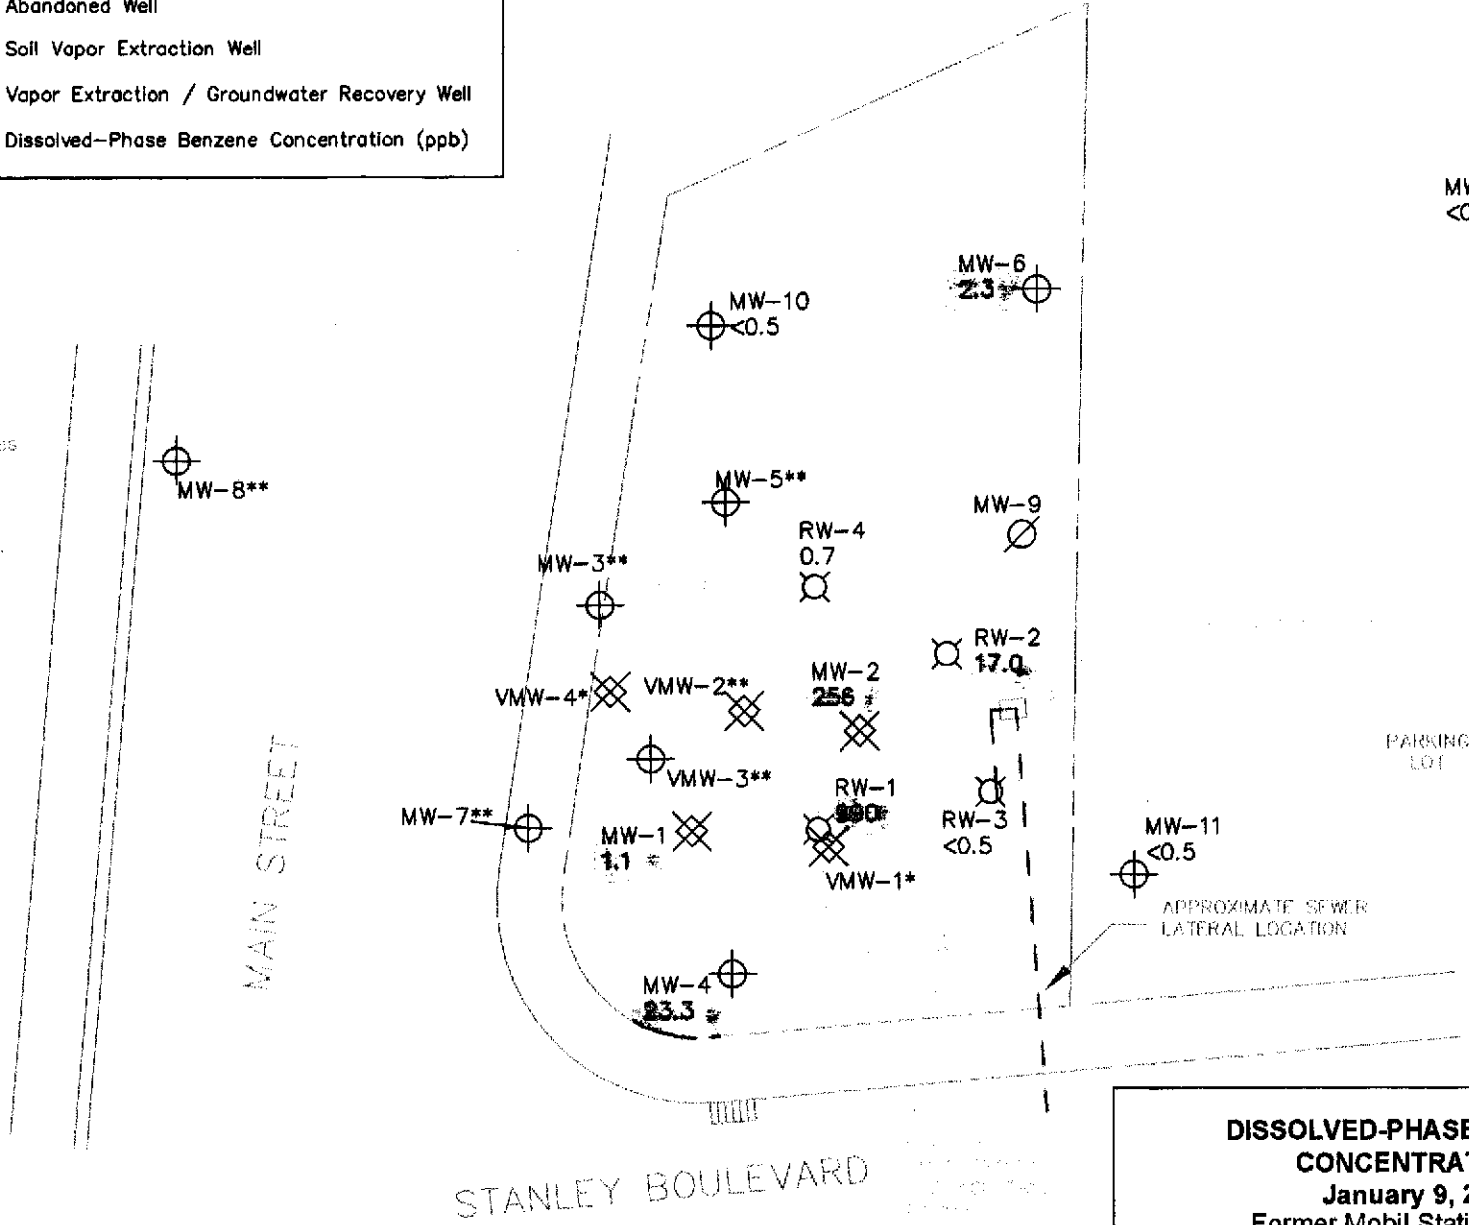 Abandoned Well
Soil Vapor Extraction Well
Vapor Extraction / Groundwater Recovery Well
Dissolved-Phase Benzene Concentration (ppb)
MW-6
2.3
MW-10
<0.5
MW-8**
MW-5**
MW-9
RW-4
0.7
MW-3**
RW-2
17.0
MW-2
256
VMW-4*
VMW-2**
VMW-3**
PARKING
LOT
RW-1
MW-7**
MW-1
1.1
RW-3
<0.5
MW-11
<0.5
VMW-1*
MAIN STREET
APPROXIMATE SEWER
LATERAL LOCATION
MW-4
STANLEY BOULEVARD
DISSOLVED-PHASE
January 9,
Former Mobil